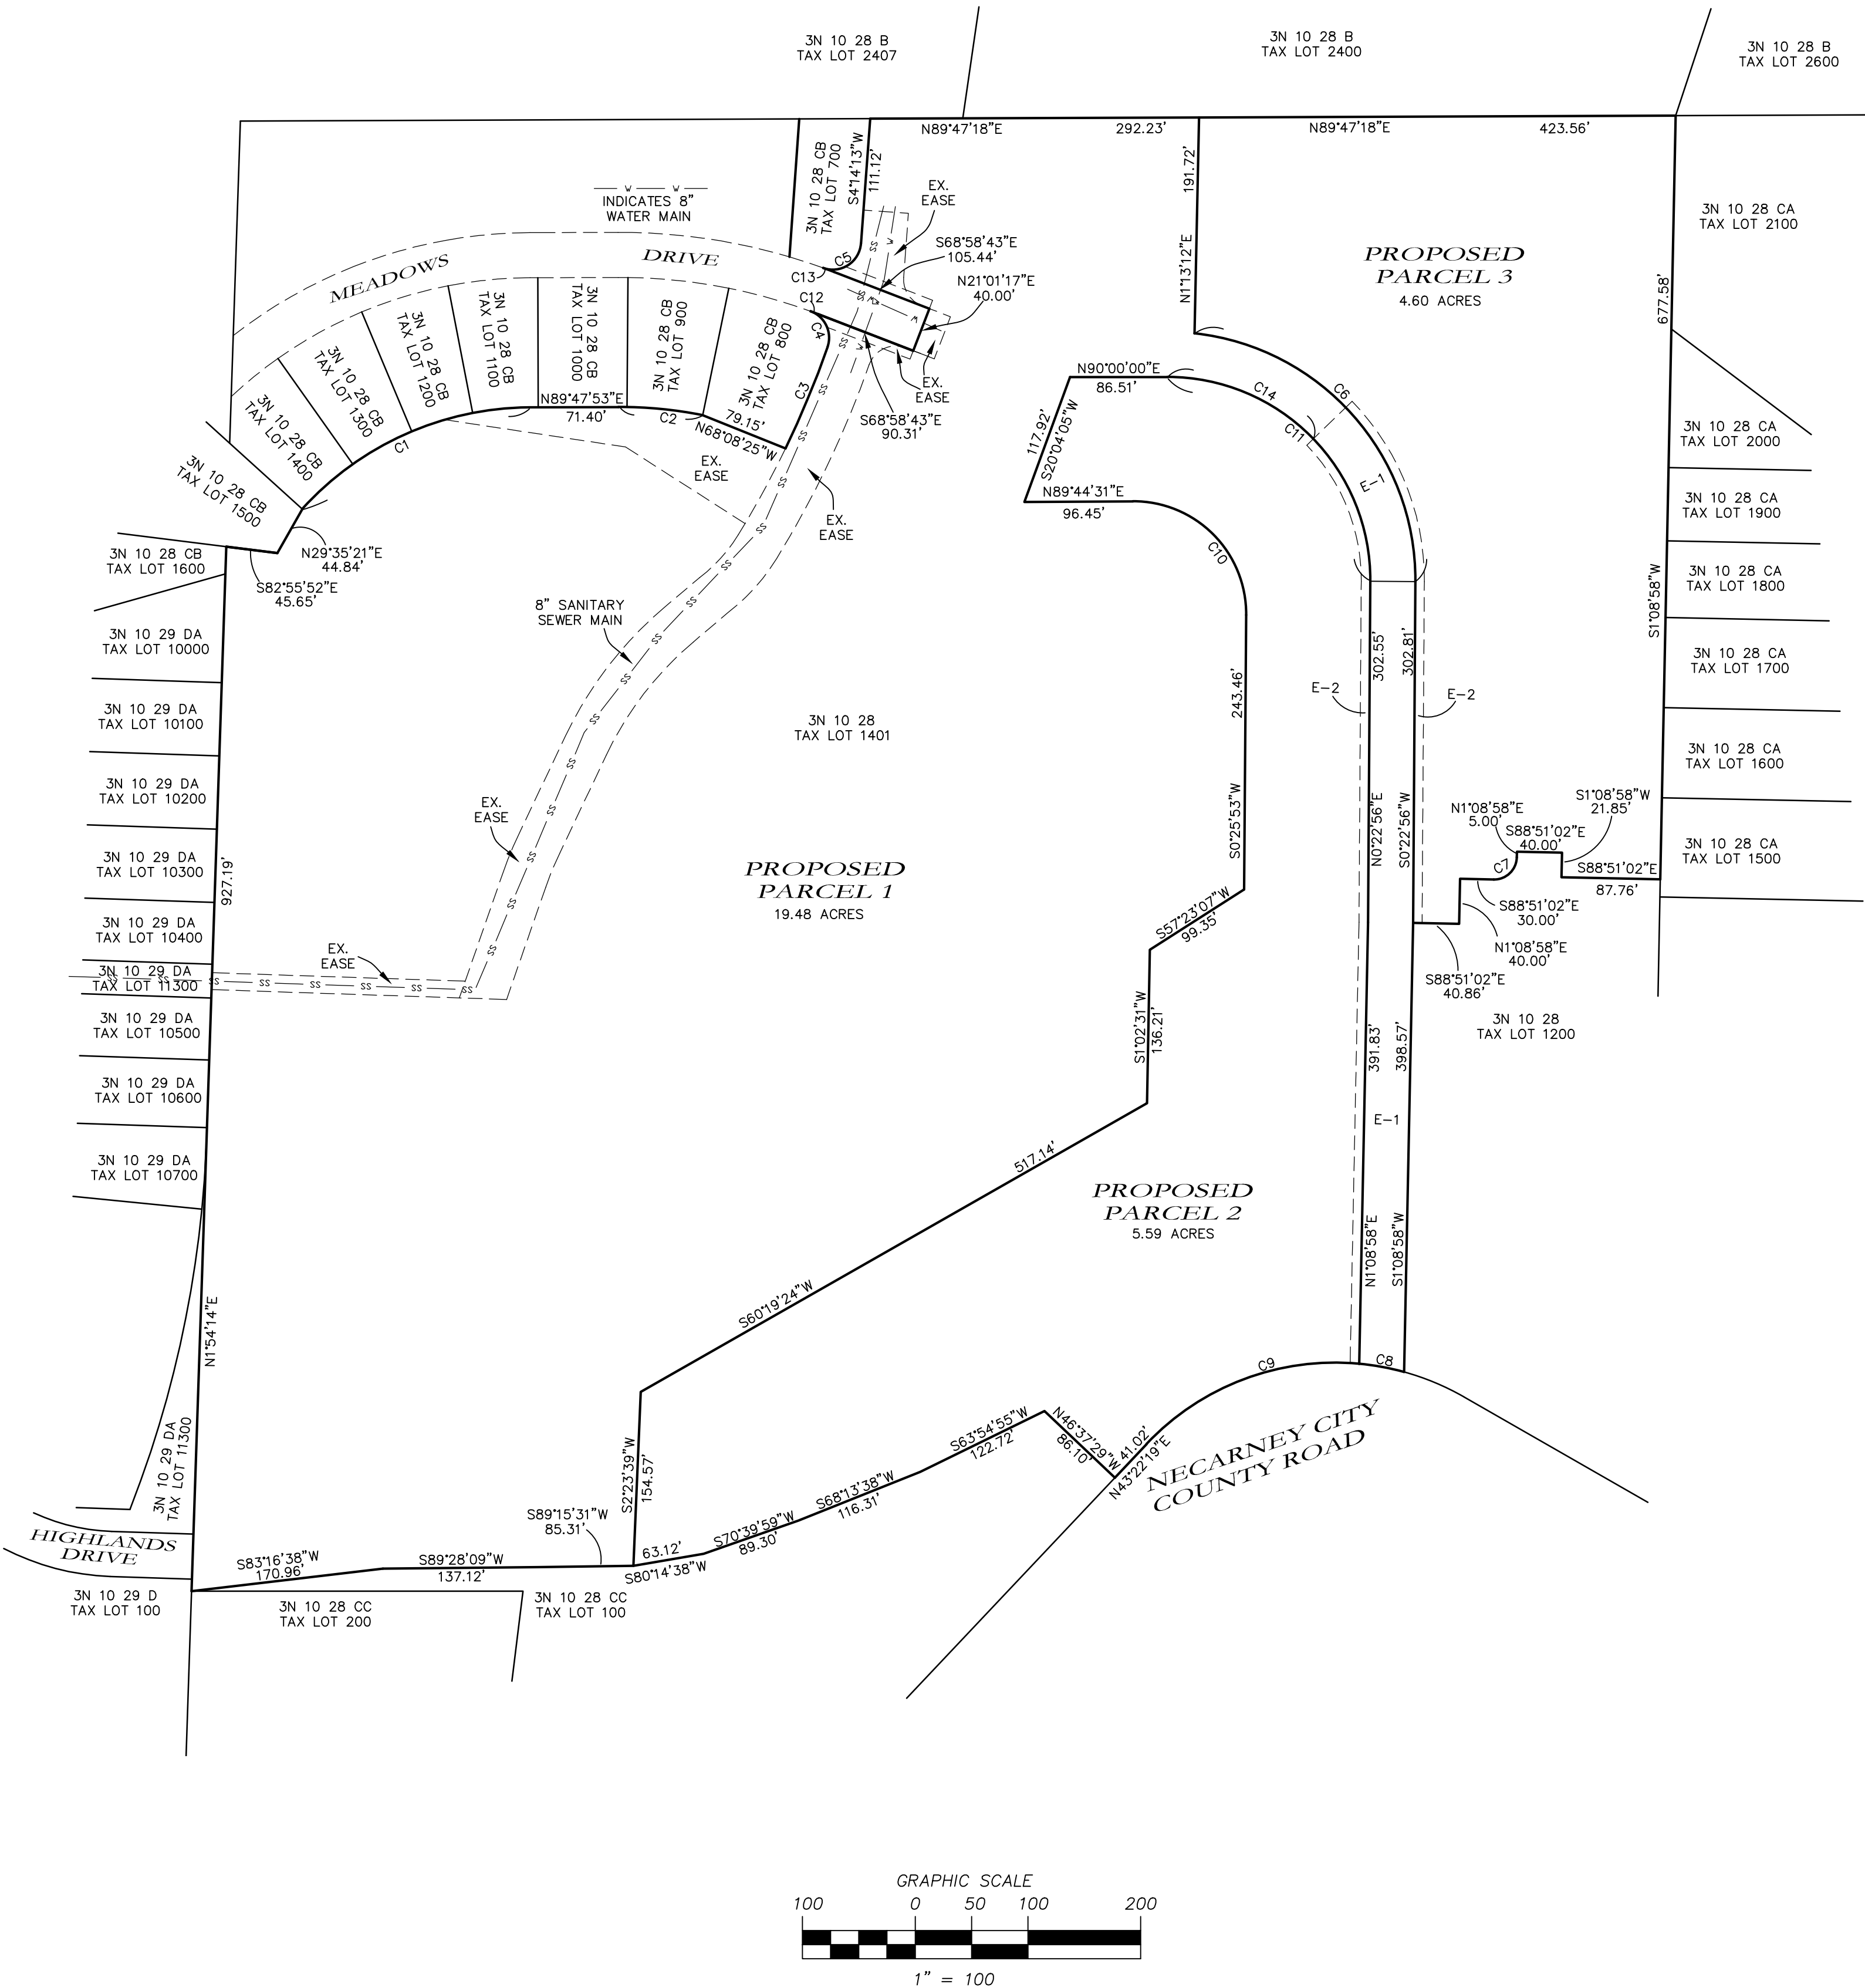 3N 10 28 B
TAX LOT 2407
3N 10 28 B
TAX LOT 2400
3N 10 28 B
TAX LOT 2600
N89°47'18"E
292.23'
N89°47'18"E
423.56'
3N 10 28 CB
TAX LOT 700
S4°14'13"W
111.12'
191.72'
N1°13'12"E
EX.
EASE
W W
INDICATES 8"
WATER MAIN
3N 10 28 CA
TAX LOT 2100
PROPOSED
PARCEL 3
4.60 ACRES
677.58'
S1°08'58"W
MEADOWS
DRIVE
C5
C13
C12
C4
S68°58'43"E
105.44'
N21°01'17"E
40.00'
EX.
EASE
S68°58'43"E
90.31'
3N 10 28 CB
TAX LOT 800
3N 10 28 CB
TAX LOT 900
3N 10 28 CB
TAX LOT 1000
3N 10 28 CB
TAX LOT 1100
3N 10 28 CB
TAX LOT 1200
3N 10 28 CB
TAX LOT 1300
3N 10 28 CB
TAX LOT 1400
3N 10 28 CB
TAX LOT 1500
C1
N89°47'53"E
71.40'
C2
C3
79.15'
N68°08'25"W
EX.
EASE
EX.
EASE
N90°00'00"E
86.51'
C14
C6
C11
E-1
117.92'
S20°04'05"W
N89°44'31"E
96.45'
C10
3N 10 28 CA
TAX LOT 2000
3N 10 28 CA
TAX LOT 1900
3N 10 28 CA
TAX LOT 1800
3N 10 28 CA
TAX LOT 1700
3N 10 28 CA
TAX LOT 1600
3N 10 28 CA
TAX LOT 1500
3N 10 28 CB
TAX LOT 1600
N29°35'21"E
44.84'
S82°55'52"E
45.65'
8" SANITARY
SEWER MAIN
3N 10 29 DA
TAX LOT 10000
3N 10 29 DA
TAX LOT 10100
3N 10 29 DA
TAX LOT 10200
3N 10 29 DA
TAX LOT 10300
3N 10 29 DA
TAX LOT 10400
3N 10 29 DA
TAX LOT 11300
3N 10 29 DA
TAX LOT 10500
3N 10 29 DA
TAX LOT 10600
3N 10 29 DA
TAX LOT 10700
927.19'
N1°54'14"E
EX.
EASE
EX.
EASE
3N 10 28
TAX LOT 1401
PROPOSED
PARCEL 1
19.48 ACRES
243.46'
S0°25'53"W
S57°23'07"W
99.35'
S1°02'31"W
136.21'
302.55'
302.81'
E-2
E-2
N0°22'56"E
S0°22'56"W
N1°08'58"E
5.00'
S88°51'02"E
40.00'
S1°08'58"W
21.85'
C7
S88°51'02"E
87.76'
S88°51'02"E
30.00'
N1°08'58"E
40.00'
S88°51'02"E
40.86'
3N 10 28
TAX LOT 1200
391.83'
398.57'
E-1
N1°08'58"E
S1°08'58"W
517.14'
S60°19'24"W
PROPOSED
PARCEL 2
5.59 ACRES
C9
C8
S2°23'39"W
154.57'
S63°54'55"W
122.72'
N46°37'29"W
86.10'
41.02'
N43°22'19"E
NECARNEY CITY
COUNTY ROAD
S68°13'38"W
116.31'
S70°39'59"W
89.30'
63.12'
S80°14'38"W
S89°15'31"W
85.31'
S89°28'09"W
137.12'
S83°16'38"W
170.96'
3N 10 29 DA
TAX LOT 11300
HIGHLANDS
DRIVE
3N 10 29 D
TAX LOT 100
3N 10 28 CC
TAX LOT 200
3N 10 28 CC
TAX LOT 100
GRAPHIC SCALE
100 0 50 100 200
1" = 100